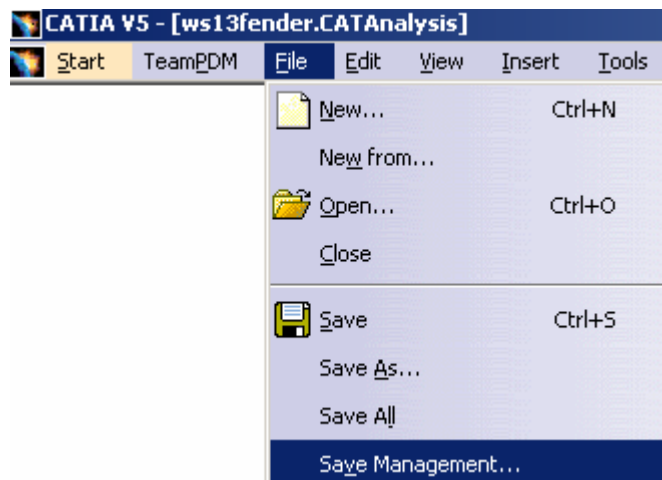 CATIA V5 - [ws13fender.CATAnalysis]
Start TeamPDM File Edit View Insert Tools
New... Ctrl+N
New from...
Open... Ctrl+O
Close
Save Ctrl+S
Save As...
Save All
Save Management...